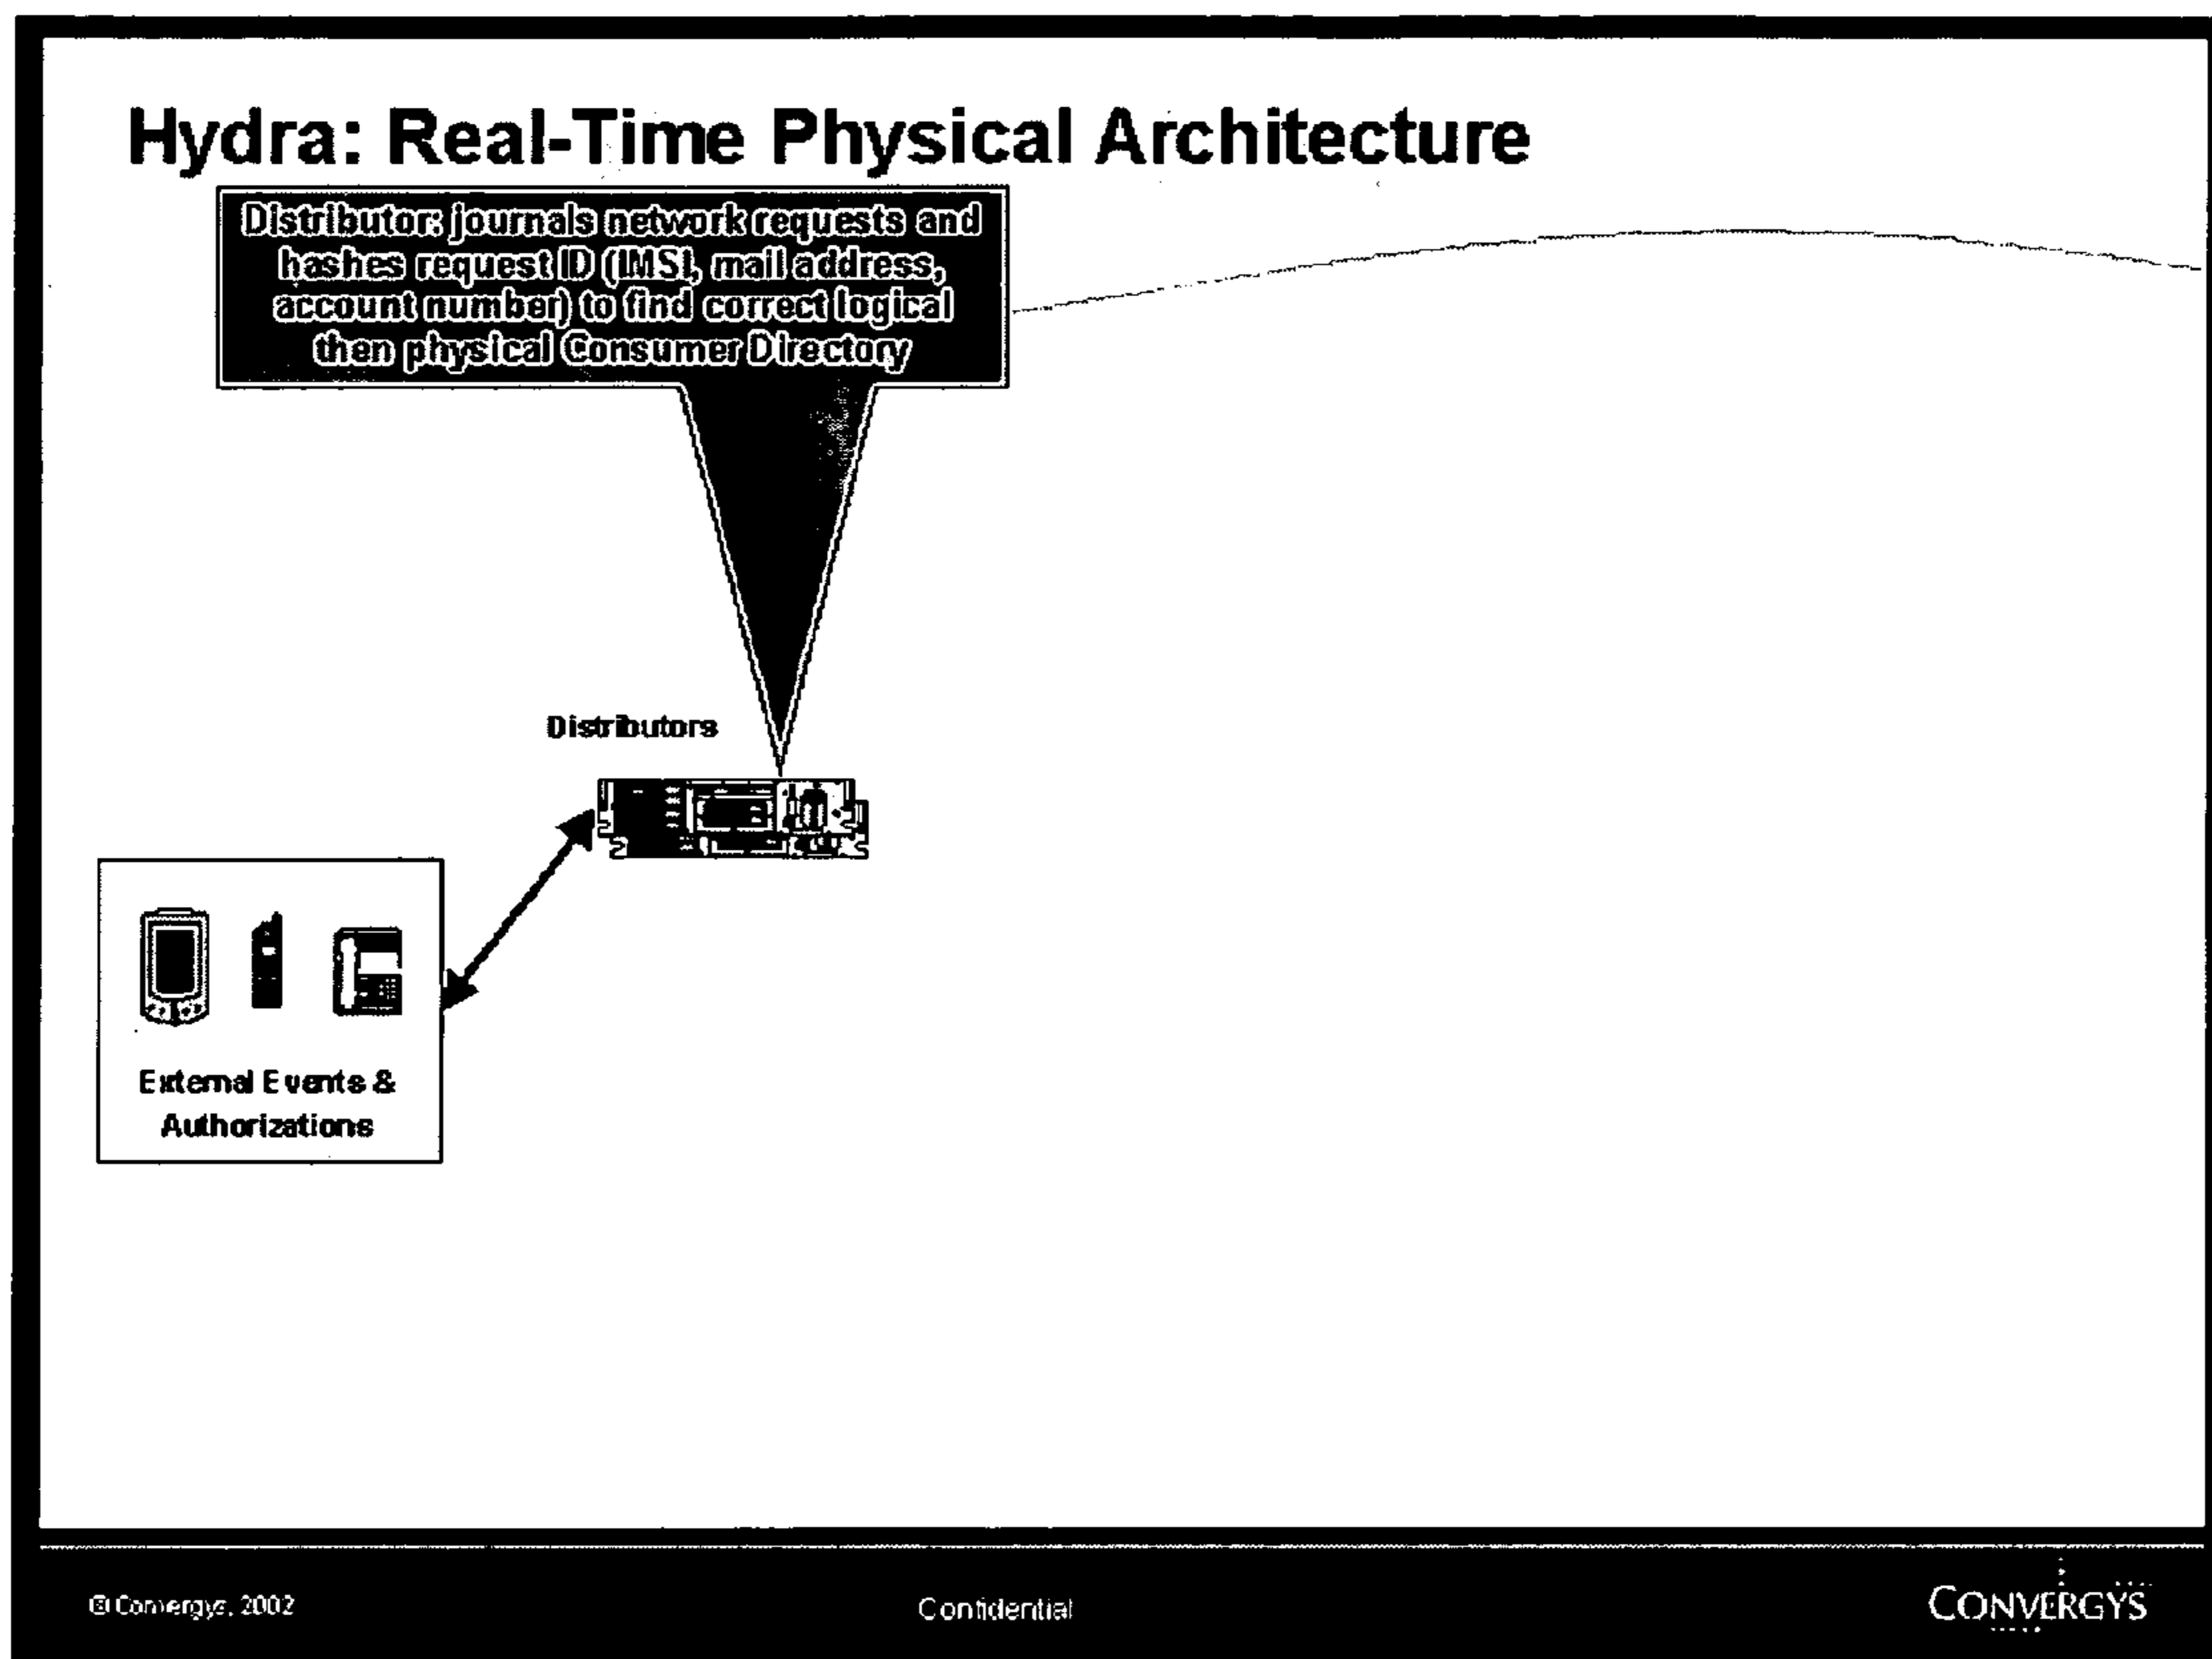 Hydra: Real-Time Physical Architecture
Distributor: journals network requests and
hashes request ID (IMSI, mail address,
account number) to find correct logical
then physical Consumer Directory
Distributors
External Events &
Authorizations
© Convergys, 2002
Confidential
CONVERGYS